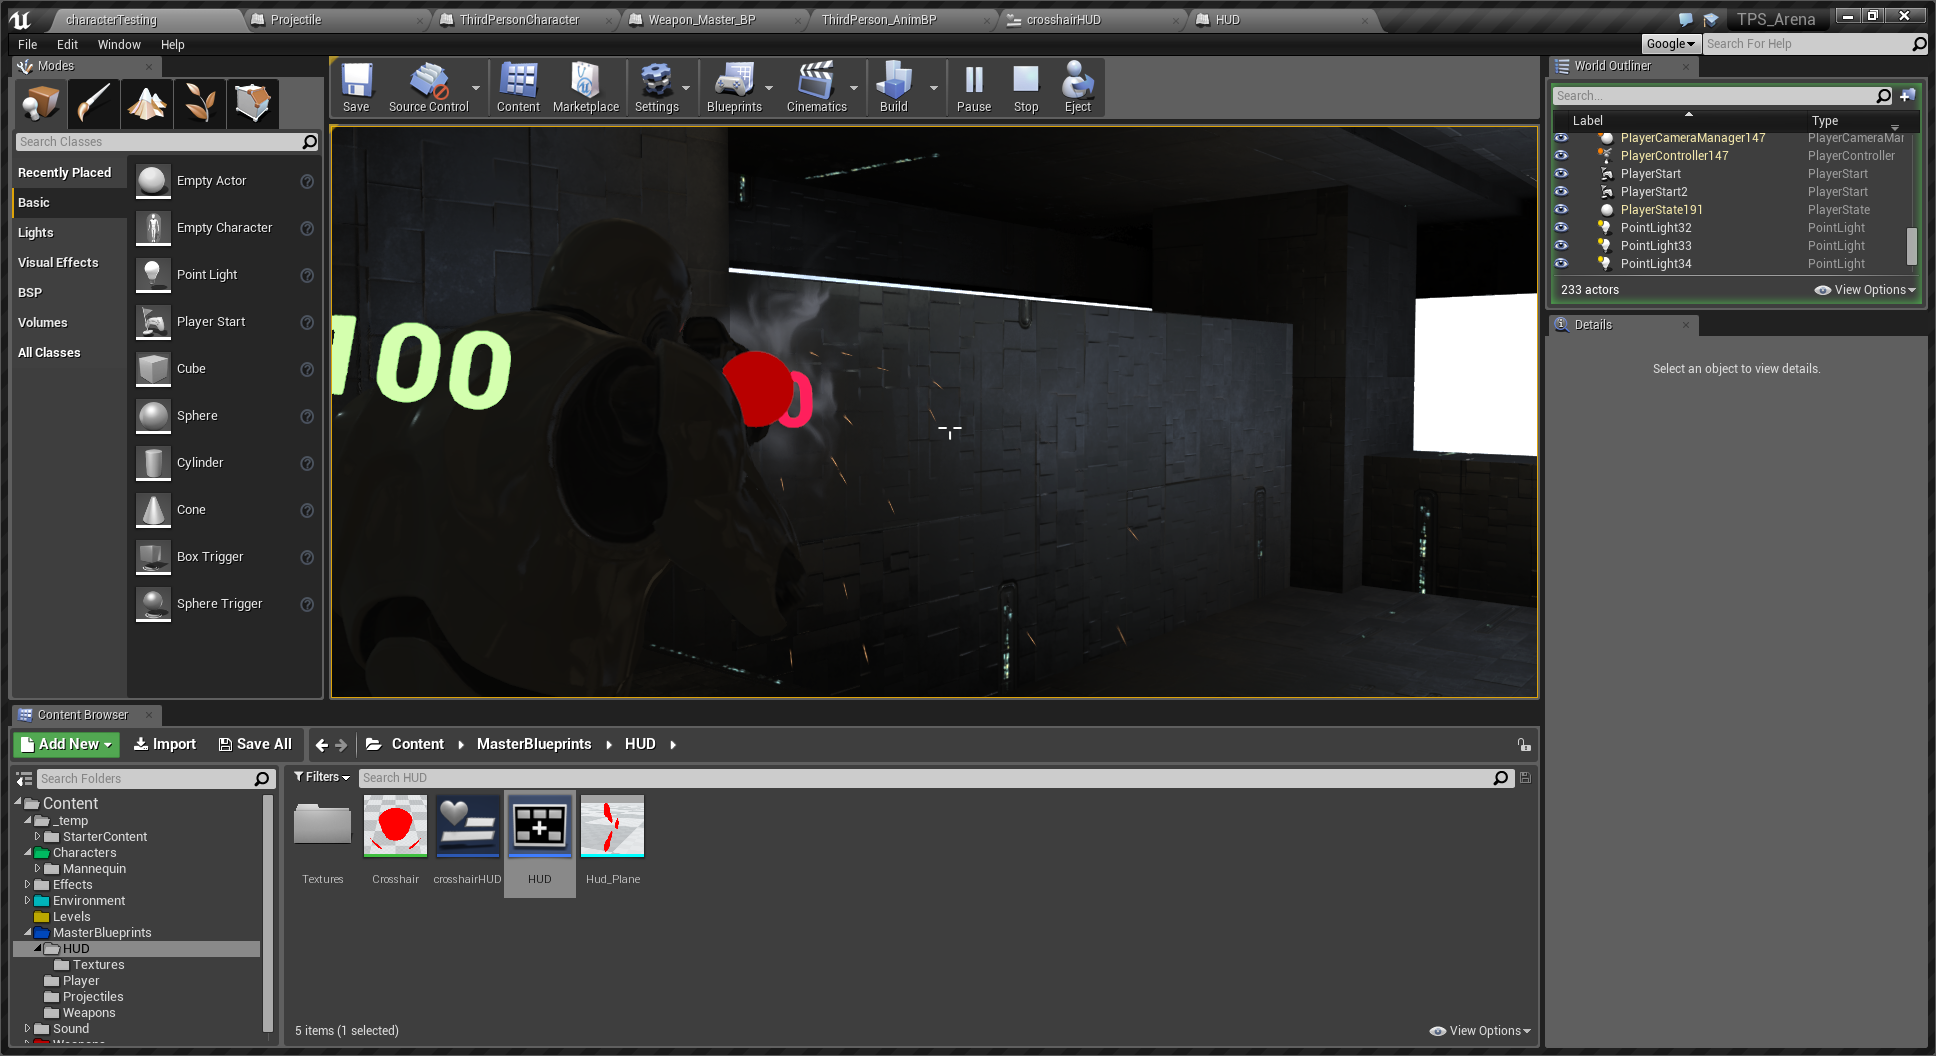 characterTesting
Projectile
ThirdPersonCharacter
Weapon_Master_BP
ThirdPerson_AnimBP
crosshairHUD
HUD
TPS_Arena
File Edit Window Help
Google
Search For Help
Modes
Search Classes
Recently Placed
Basic
Lights
Visual Effects
BSP
Volumes
All Classes
Empty Actor
Empty Character
Point Light
Player Start
Cube
Sphere
Cylinder
Cone
Box Trigger
Sphere Trigger
Save
Source Control
Content
Marketplace
Settings
Blueprints
Cinematics
Build
Pause
Stop
Eject
100
0
World Outliner
Search...
Label Type
PlayerCameraManager147 PlayerCameraMar
PlayerController147 PlayerController
PlayerStart PlayerStart
PlayerStart2 PlayerStart
PlayerState191 PlayerState
PointLight32 PointLight
PointLight33 PointLight
PointLight34 PointLight
233 actors
View Options
Details
Select an object to view details.
Content Browser
Add New
Import
Save All
Content
MasterBlueprints
HUD
Search Folders
Content
_temp
StarterContent
Characters
Mannequin
Effects
Environment
Levels
MasterBlueprints
HUD
Textures
Player
Projectiles
Weapons
Sound
Weapons
Filters
Search HUD
Textures
Crosshair
crosshairHUD
HUD
Hud_Plane
5 items (1 selected)
View Options